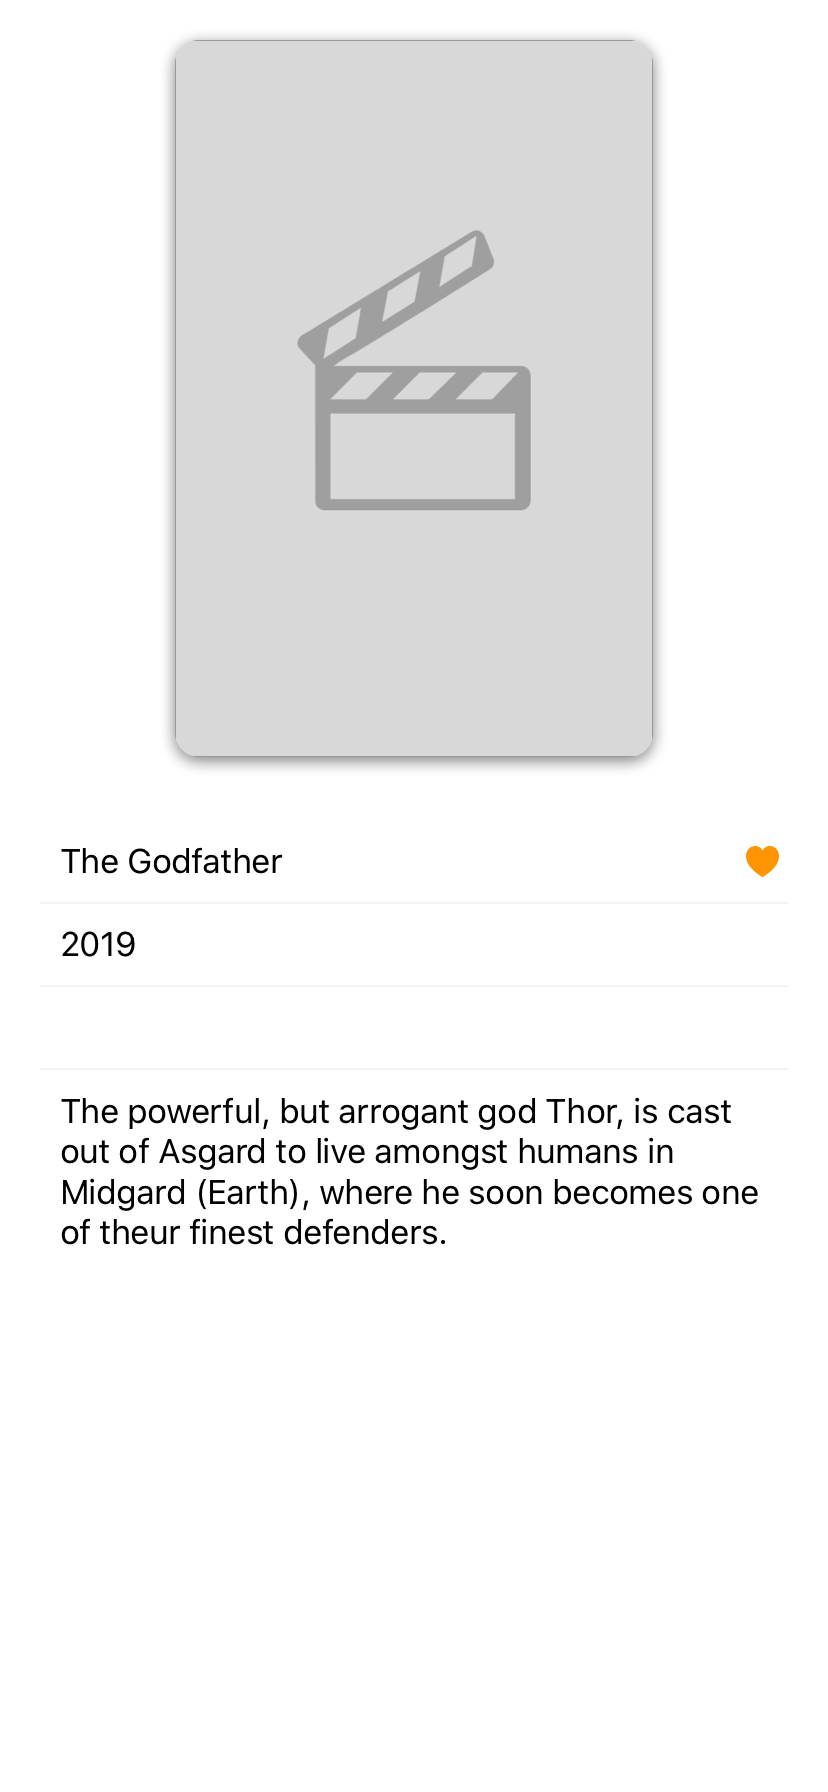 The Godfather
2019
The powerful, but arrogant god Thor, is cast
out of Asgard to live amongst humans in
Midgard (Earth), where he soon becomes one
of theur finest defenders.